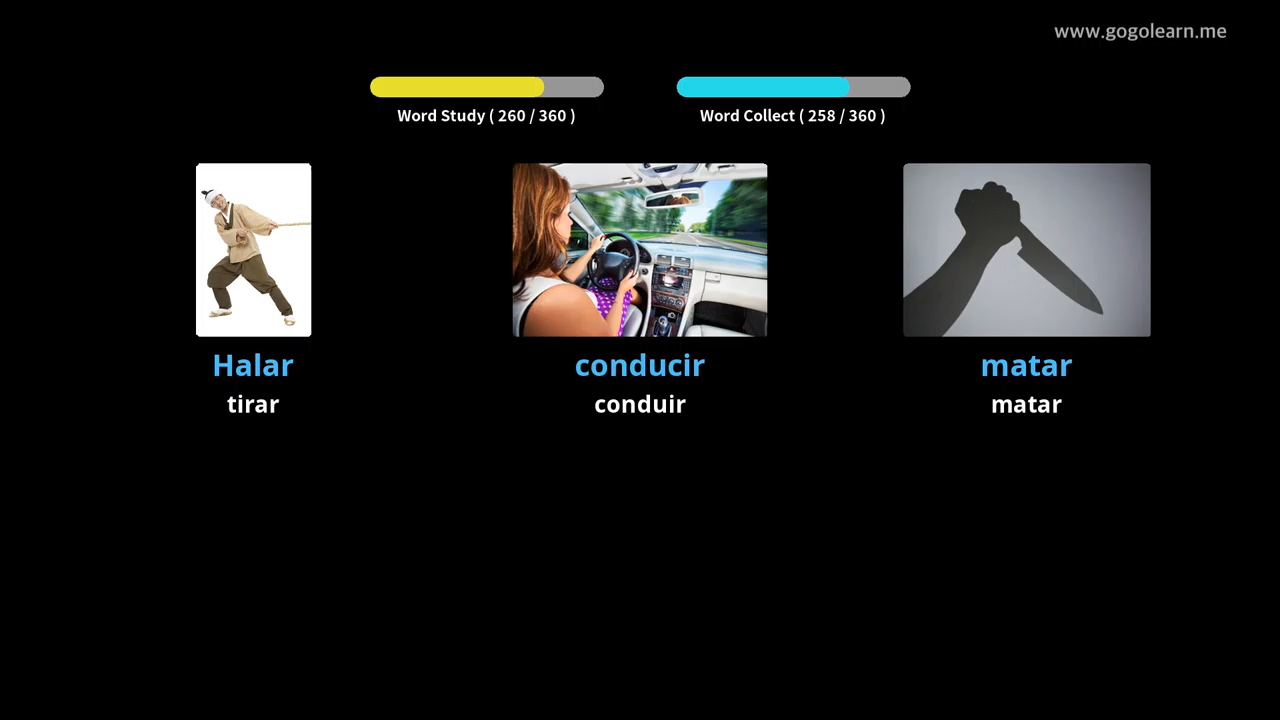 www.gogolearn.me
Word Study ( 260 / 360 )
Word Collect ( 258 / 360 )
Halar
tirar
conducir
conduir
matar
matar